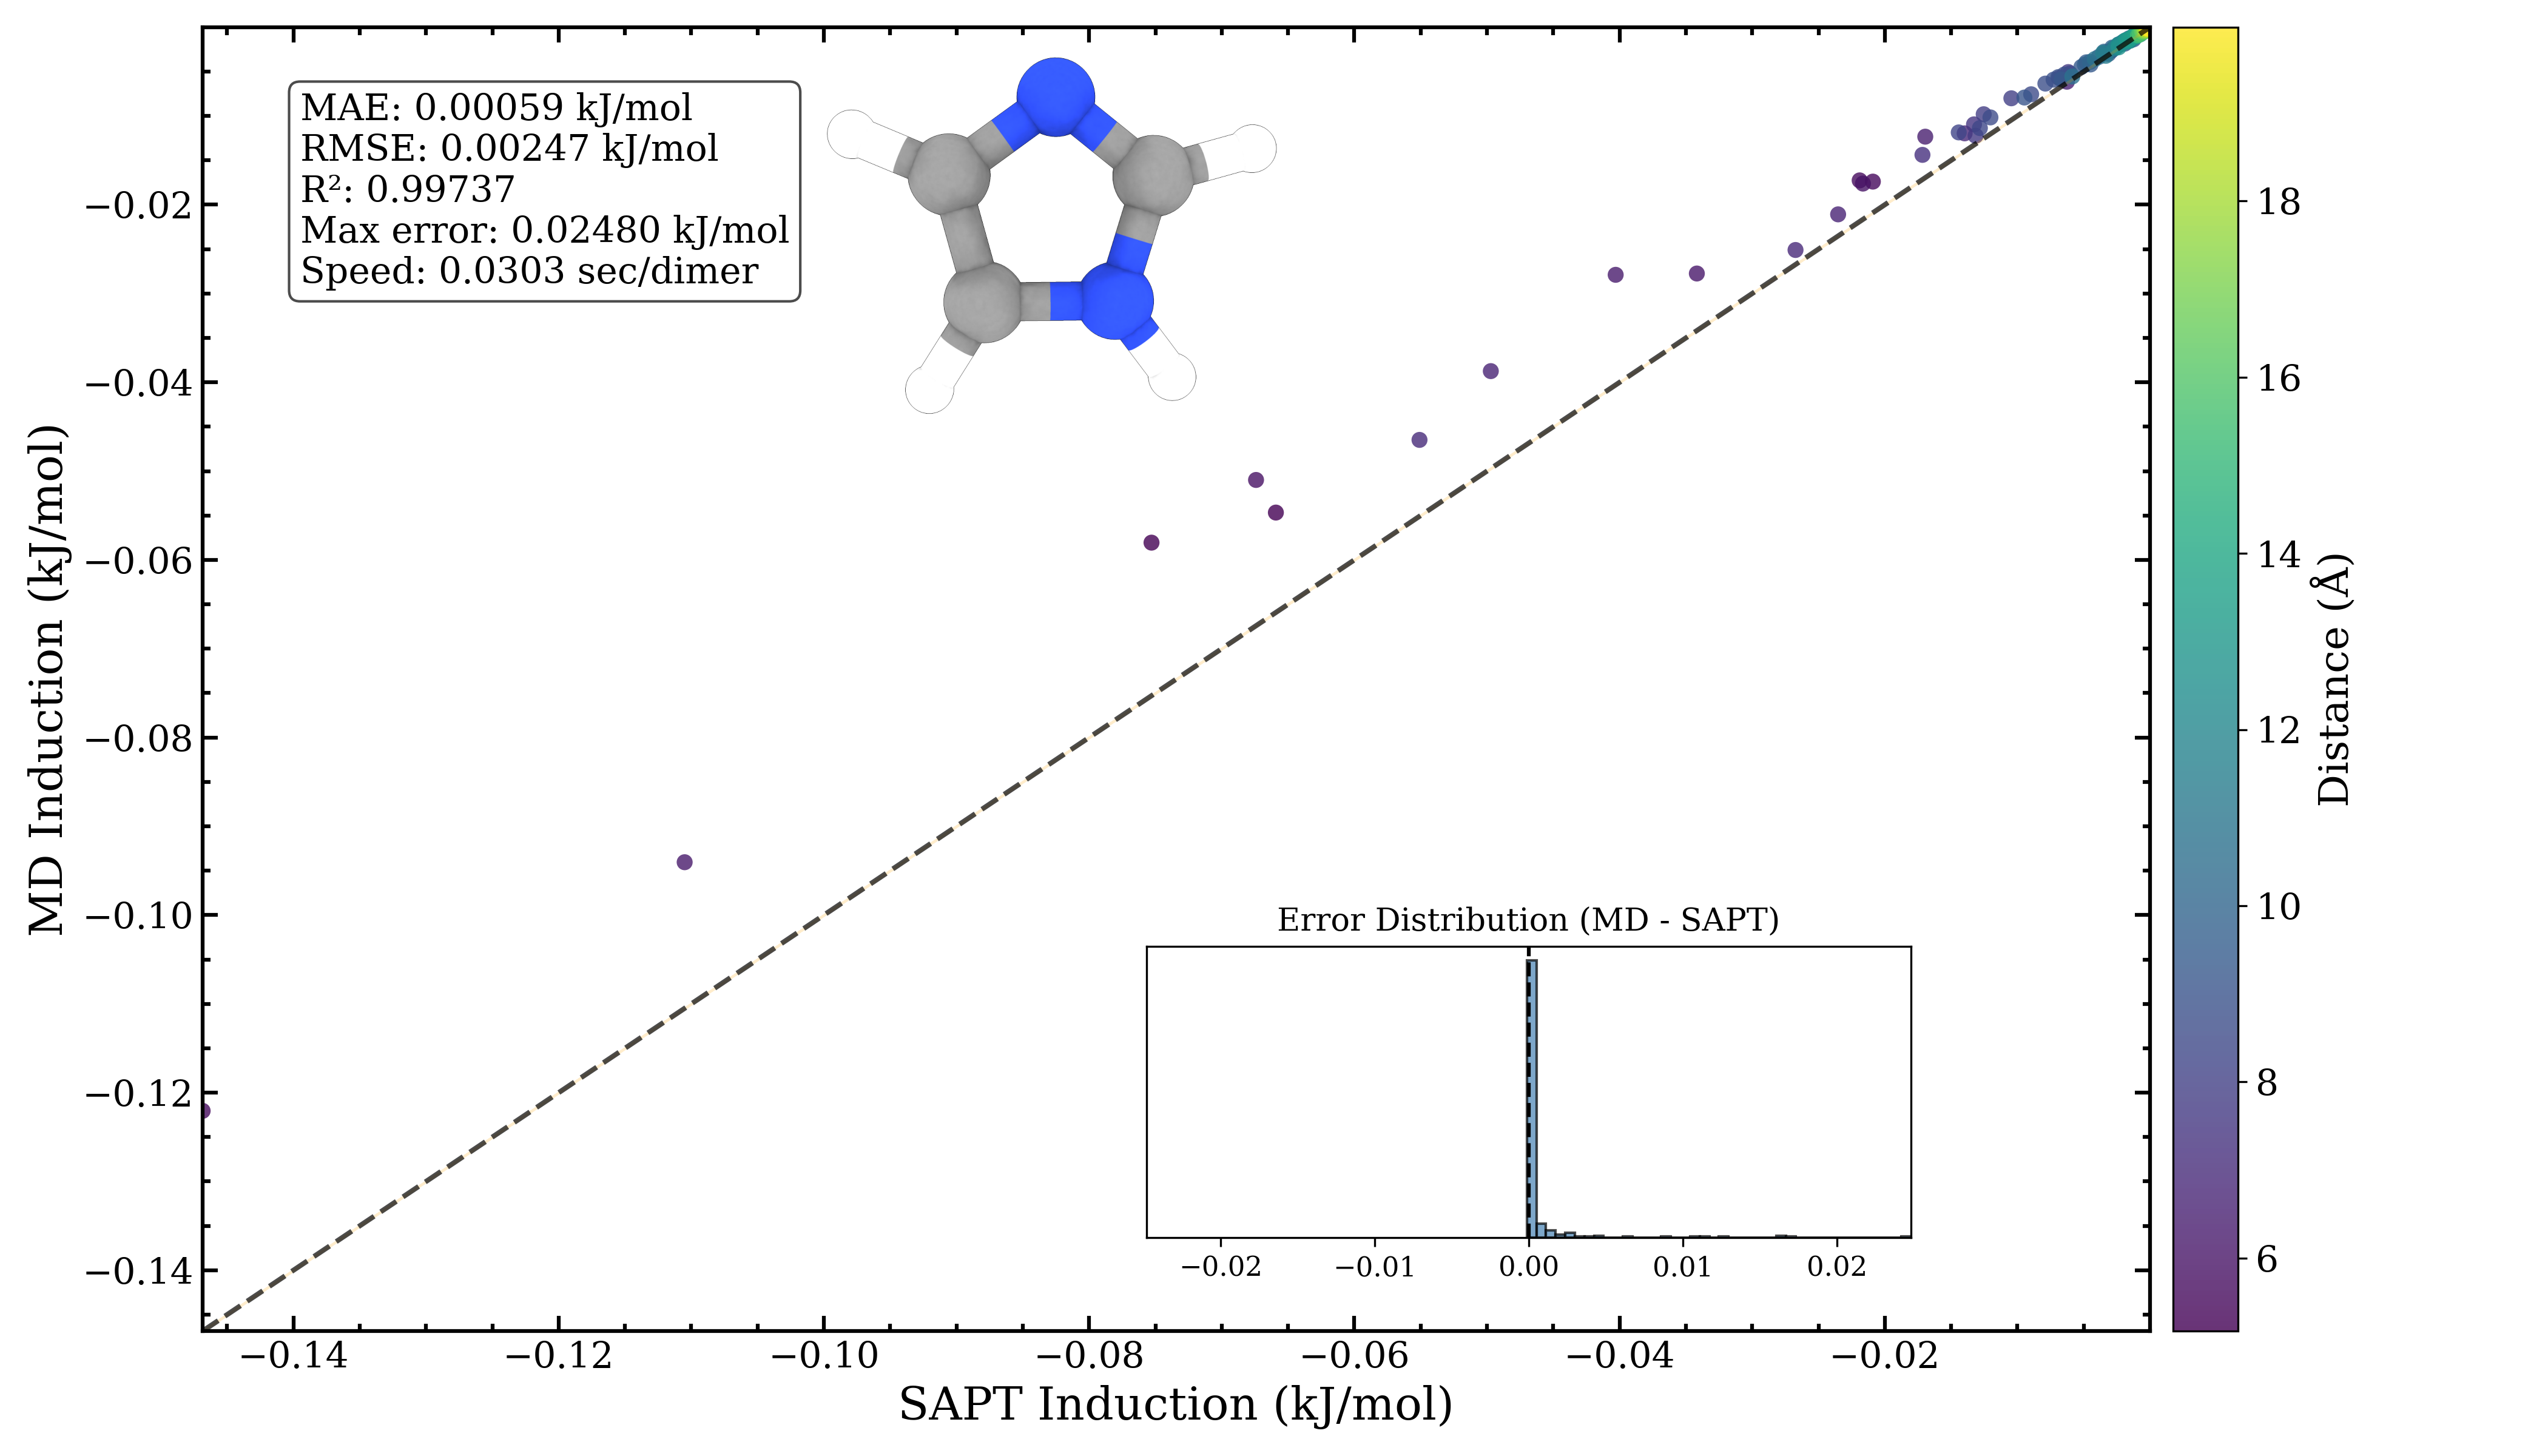 MAE: 0.00059 kJ/mol
RMSE: 0.00247 kJ/mol
R²: 0.99737
Max error: 0.02480 kJ/mol
Speed: 0.0303 sec/dimer
MD Induction (kJ/mol)
−0.02
−0.04
−0.06
−0.08
−0.10
−0.12
−0.14
Error Distribution (MD - SAPT)
−0.02 −0.01 0.00 0.01 0.02
−0.14 −0.12 −0.10 −0.08 −0.06 −0.04 −0.02
SAPT Induction (kJ/mol)
18
16
14
12
10
8
6
Distance (Å)